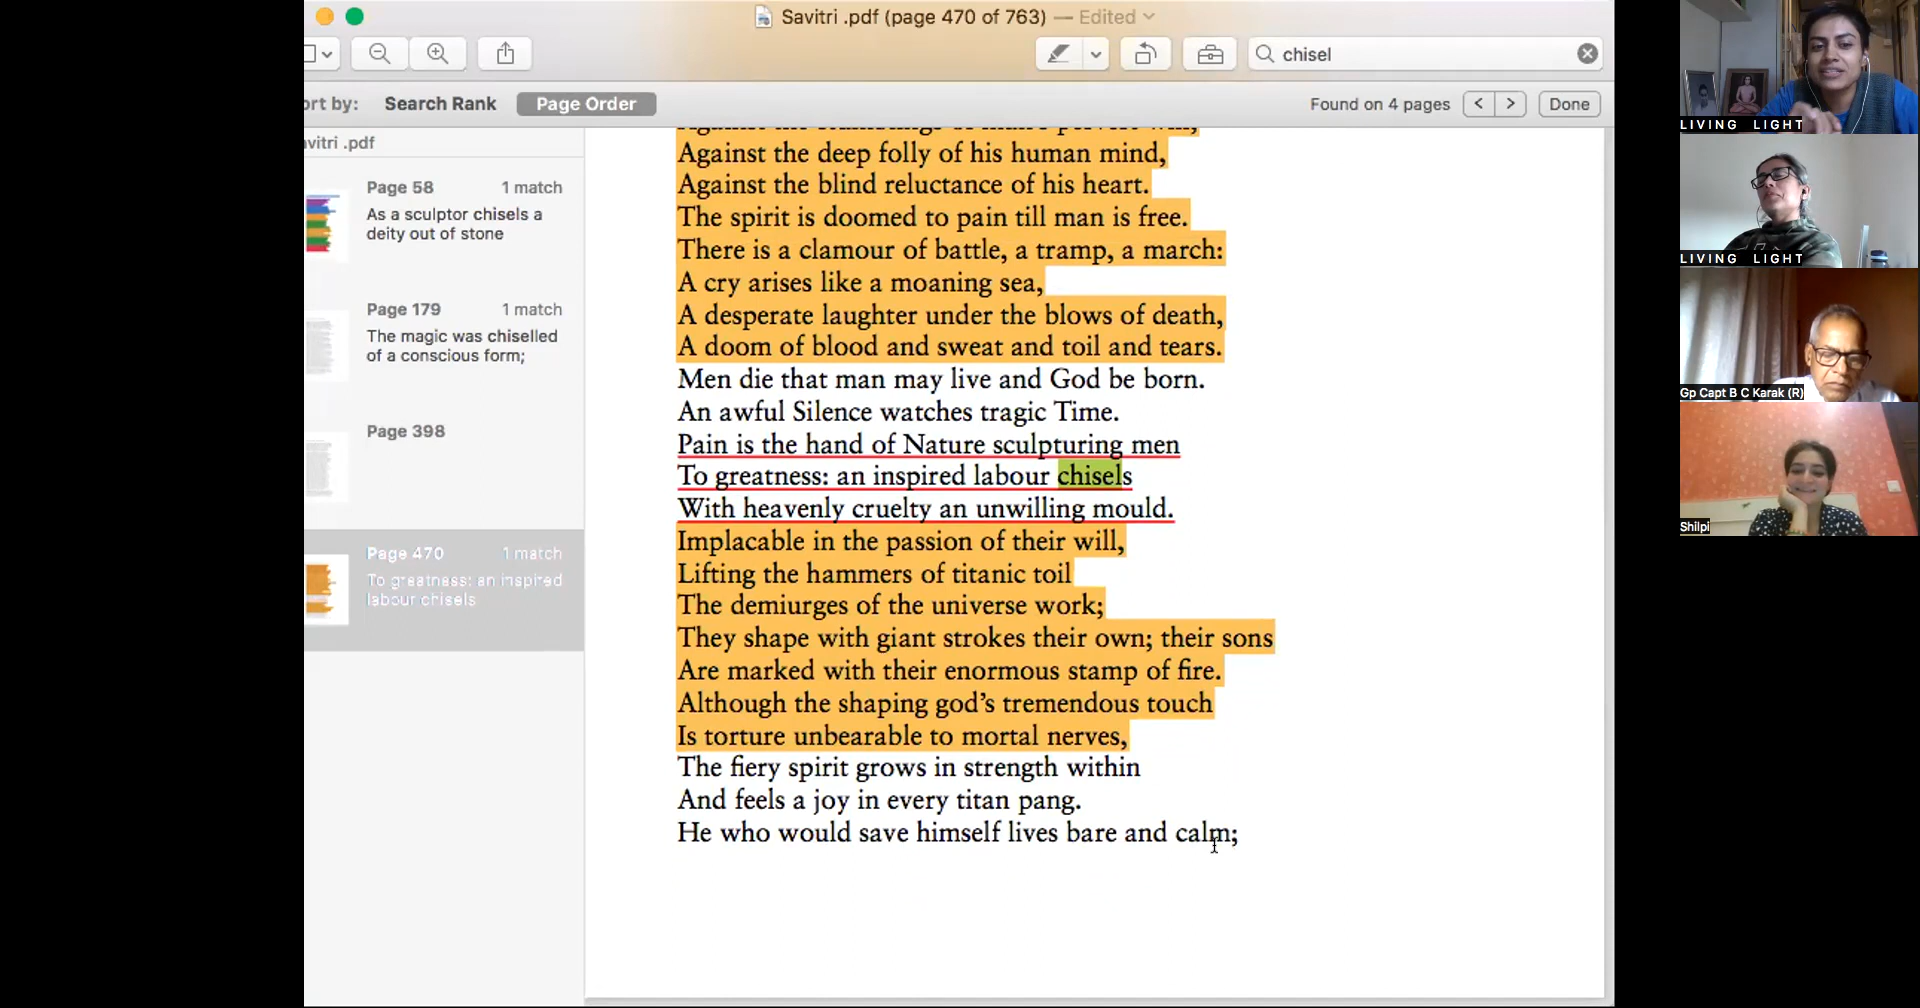 Savitri .pdf (page 470 of 763) — Edited
chisel
ort by: Search Rank Page Order
Found on 4 pages
Done
avitri .pdf
Page 58 1 match
As a sculptor chisels a
deity out of stone
Page 179 1 match
The magic was chiselled
of a conscious form;
Page 398
Page 470 1 match
To greatness: an inspired
labour chisels
Against the deep folly of his human mind,
Against the blind reluctance of his heart.
The spirit is doomed to pain till man is free.
There is a clamour of battle, a tramp, a march:
A cry arises like a moaning sea,
A desperate laughter under the blows of death,
A doom of blood and sweat and toil and tears.
Men die that man may live and God be born.
An awful Silence watches tragic Time.
Pain is the hand of Nature sculpturing men
To greatness: an inspired labour chisels
With heavenly cruelty an unwilling mould.
Implacable in the passion of their will,
Lifting the hammers of titanic toil
The demiurges of the universe work;
They shape with giant strokes their own; their sons
Are marked with their enormous stamp of fire.
Although the shaping god's tremendous touch
Is torture unbearable to mortal nerves,
The fiery spirit grows in strength within
And feels a joy in every titan pang.
He who would save himself lives bare and calm;
LIVING LIGHT
LIVING LIGHT
Gp Capt B C Karak (R)
Shilpi